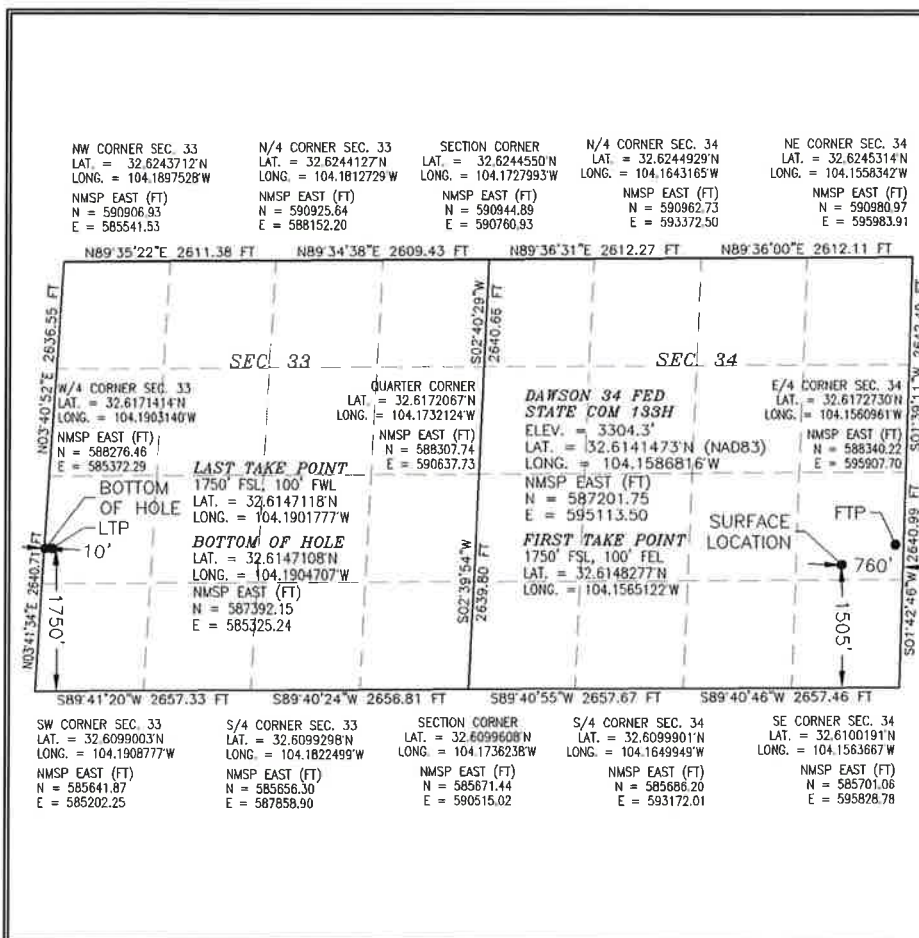 NW CORNER SEC. 33
LAT. = 32.6243712'N
LONG. = 104.1897528'W
NMSP EAST (FT)
N = 590906.93
E = 585541.53
N/4 CORNER SEC. 33
LAT. = 32.6244127'N
LONG. = 104.1812729'W
NMSP EAST (FT)
N = 590925.64
E = 588152.20
SECTION CORNER
LAT. = 32.6244550'N
LONG. = 104.1727993'W
NMSP EAST (FT)
N = 590944.89
E = 590760.93
N/4 CORNER SEC. 34
LAT. = 32.6244929'N
LONG. = 104.1643165'W
NMSP EAST (FT)
N = 590962.73
E = 593372.50
NE CORNER SEC. 34
LAT. = 32.6245314'N
LONG. = 104.1558342'W
NMSP EAST (FT)
N = 590980.97
E = 595983.91
N89°35'22"E 2611.38 FT
N89°34'38"E 2609.43 FT
N89°36'31"E 2612.27 FT
N89°36'00"E 2612.11 FT
N03°40'52"E 2636.55 FT
S02°40'29"W
2640.66 FT
SEC. 33
SEC. 34
W/4 CORNER SEC. 33
LAT. = 32.6171414'N
LONG. = 104.1903140'W
NMSP EAST (FT)
N = 588276.46
E = 585372.29
QUARTER CORNER
LAT. = 32.6172067'N
LONG. = 104.1732124'W
NMSP EAST (FT)
N = 588307.74
E = 590637.73
DAWSON 34 FED
STATE COM 133H
ELEV. = 3304.3'
LAT. = 32.6141473'N (NAD83)
LONG. = 104.1586816'W
NMSP EAST (FT)
N = 587201.75
E = 595113.50
E/4 CORNER SEC. 34
LAT. = 32.6172730'N
LONG. = 104.1560961'W
NMSP EAST (FT)
N = 588340.22
E = 595907.70
LAST TAKE POINT
1750' FSL, 100' FWL
LAT. = 32.6147118'N
LONG. = 104.1901777'W
BOTTOM
OF HOLE
LTP
10'
BOTTOM OF HOLE
LAT. = 32.6147108'N
LONG. = 104.1904707'W
NMSP EAST (FT)
N = 587392.15
E = 585325.24
FIRST TAKE POINT
1750' FSL, 100' FEL
LAT. = 32.6148277'N
LONG. = 104.1565122'W
SURFACE
LOCATION
FTP
760'
N03°41'34"E 2640.71 FT
1750'
S02°39'54"W
2639.80 FT
1505'
S01°42'46"W 2640.99 FT
S89°41'20"W 2657.33 FT
S89°40'24"W 2656.81 FT
S89°40'55"W 2657.67 FT
S89°40'46"W 2657.46 FT
SW CORNER SEC. 33
LAT. = 32.6099003'N
LONG. = 104.1908777'W
NMSP EAST (FT)
N = 585641.87
E = 585202.25
S/4 CORNER SEC. 33
LAT. = 32.6099298'N
LONG. = 104.1822499'W
NMSP EAST (FT)
N = 585656.30
E = 587858.90
SECTION CORNER
LAT. = 32.6099608'N
LONG. = 104.1736238'W
NMSP EAST (FT)
N = 585671.44
E = 590515.02
S/4 CORNER SEC. 34
LAT. = 32.6099901'N
LONG. = 104.1649949'W
NMSP EAST (FT)
N = 585686.20
E = 593172.01
SE CORNER SEC. 34
LAT. = 32.6100191'N
LONG. = 104.1563667'W
NMSP EAST (FT)
N = 585701.06
E = 595828.78